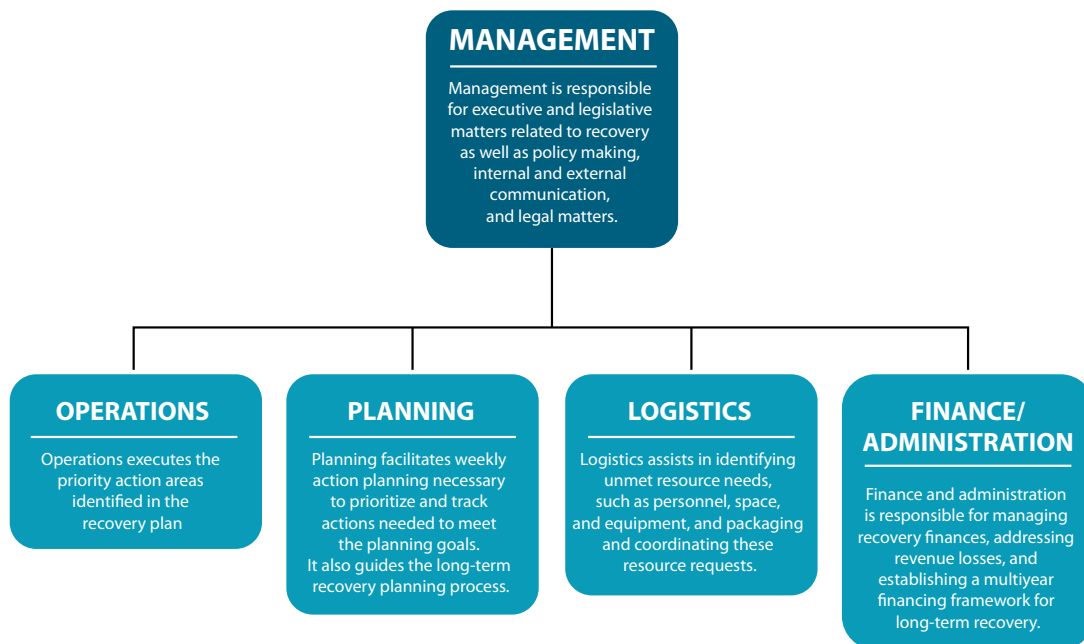 MANAGEMENT
Management is responsible
for executive and legislative
matters related to recovery
as well as policy making,
internal and external
communication,
and legal matters.
OPERATIONS
Operations executes the
priority action areas
identified in the
recovery plan
PLANNING
Planning facilitates weekly
action planning necessary
to prioritize and track
actions needed to meet
the planning goals.
It also guides the long-term
recovery planning process.
LOGISTICS
Logistics assists in identifying
unmet resource needs,
such as personnel, space,
and equipment, and packaging
and coordinating these
resource requests.
FINANCE/
ADMINISTRATION
Finance and administration
is responsible for managing
recovery finances, addressing
revenue losses, and
establishing a multiyear
financing framework for
long-term recovery.